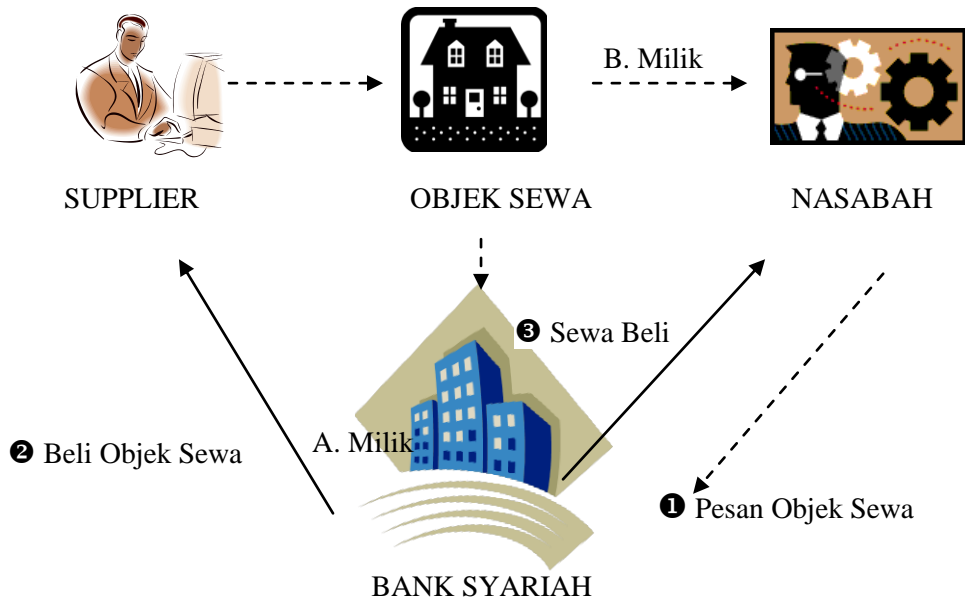 B. Milik
SUPPLIER
OBJEK SEWA
NASABAH
❸ Sewa Beli
A. Milik
❷ Beli Objek Sewa
❶ Pesan Objek Sewa
BANK SYARIAH